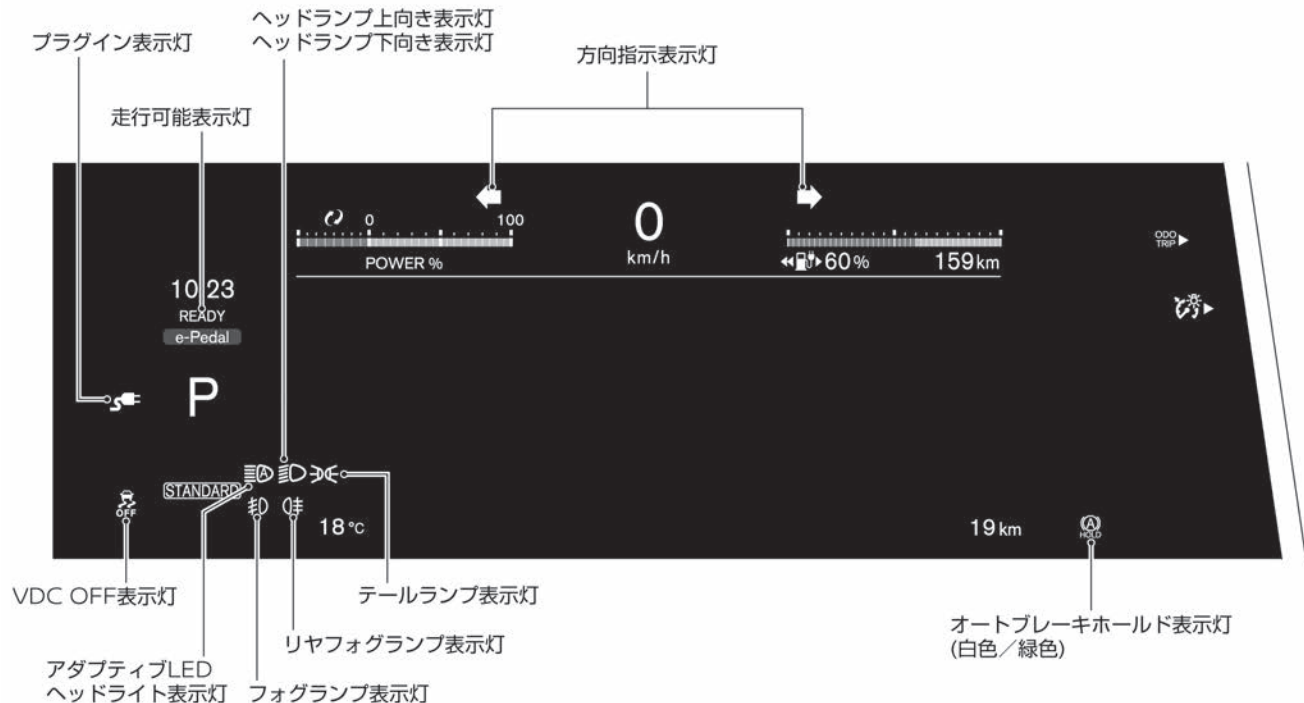 ヘッドランプ上向き表示灯
ヘッドランプ下向き表示灯
プラグイン表示灯
方向指示表示灯
走行可能表示灯
0
100
POWER %
0
km/h
60%
159km
ODO
TRIP
10 23
READY
e-Pedal
P
STANDARD
OFF
18℃
19km
A
HOLD
VDC OFF表示灯
テールランプ表示灯
リヤフォグランプ表示灯
オートブレーキホールド表示灯
(白色／緑色)
アダプティブLED
ヘッドライト表示灯
フォグランプ表示灯